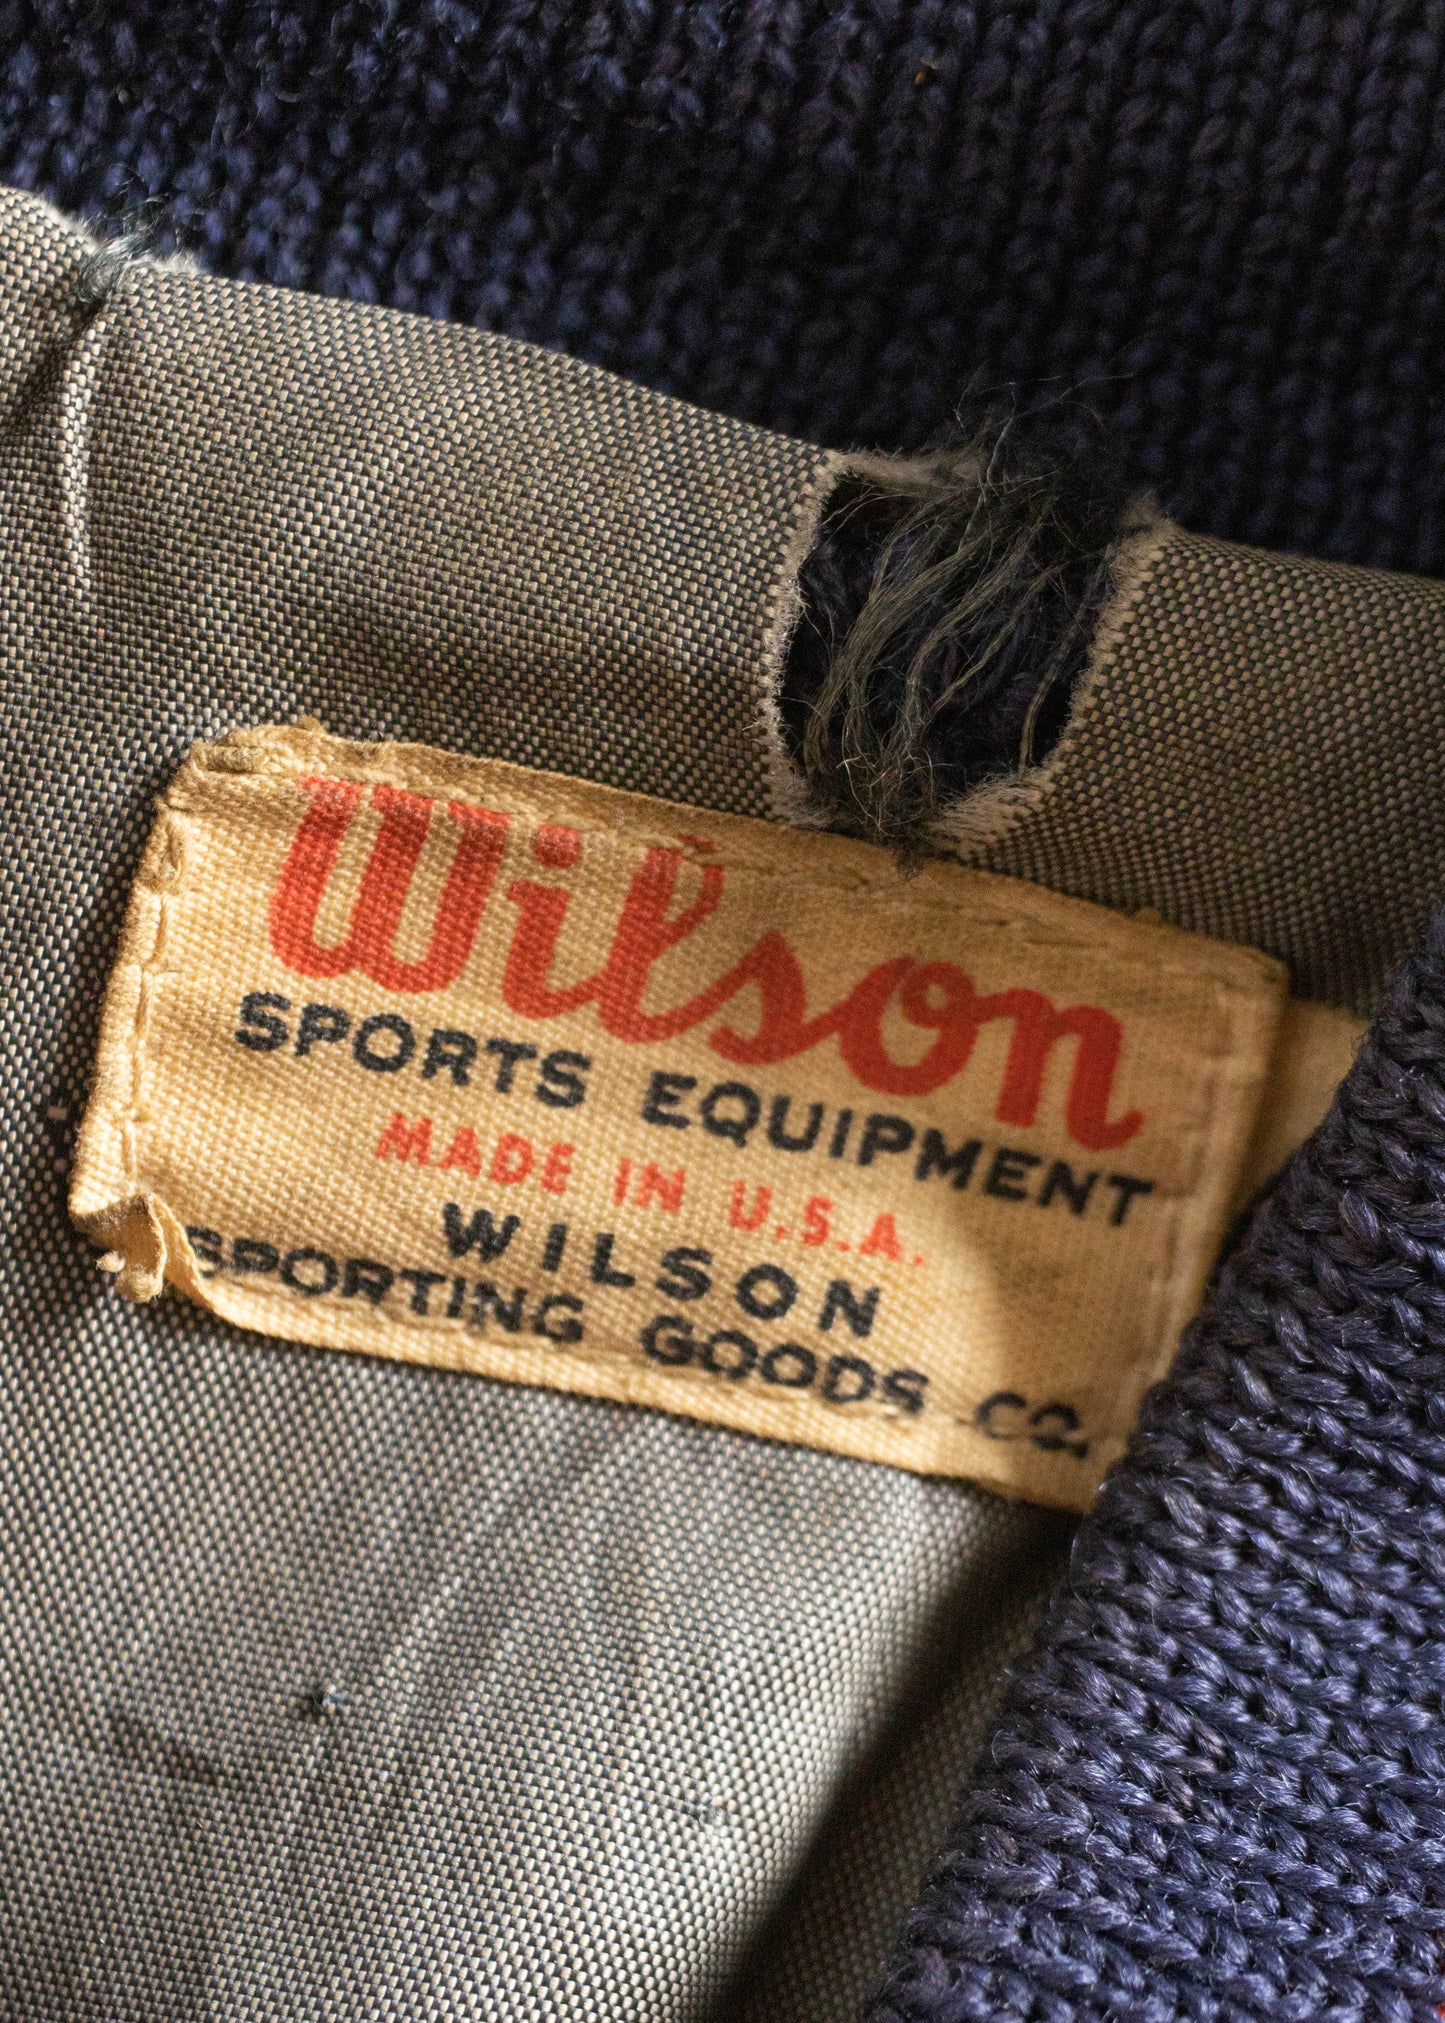 Wilson
SPORTS EQUIPMENT
MADE IN U.S.A.
WILSON
SPORTING GOODS CO.